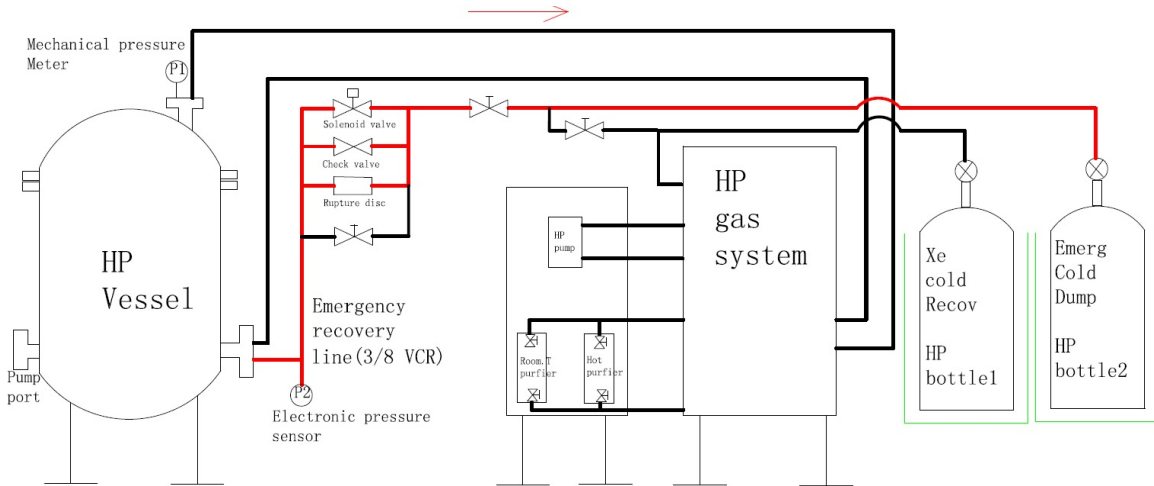 Mechanical pressure
Meter
P1
Solenoid valve
Check valve
Rupture disc
HP
Vessel
Emergency
recovery
line(3/8 VCR)
P2
Electronic pressure
sensor
Pump
port
HP
pump
Room.T
purfier
Hot
purfier
HP
gas
system
Xe
cold
Recov
HP
bottle1
Emerg
Cold
Dump
HP
bottle2